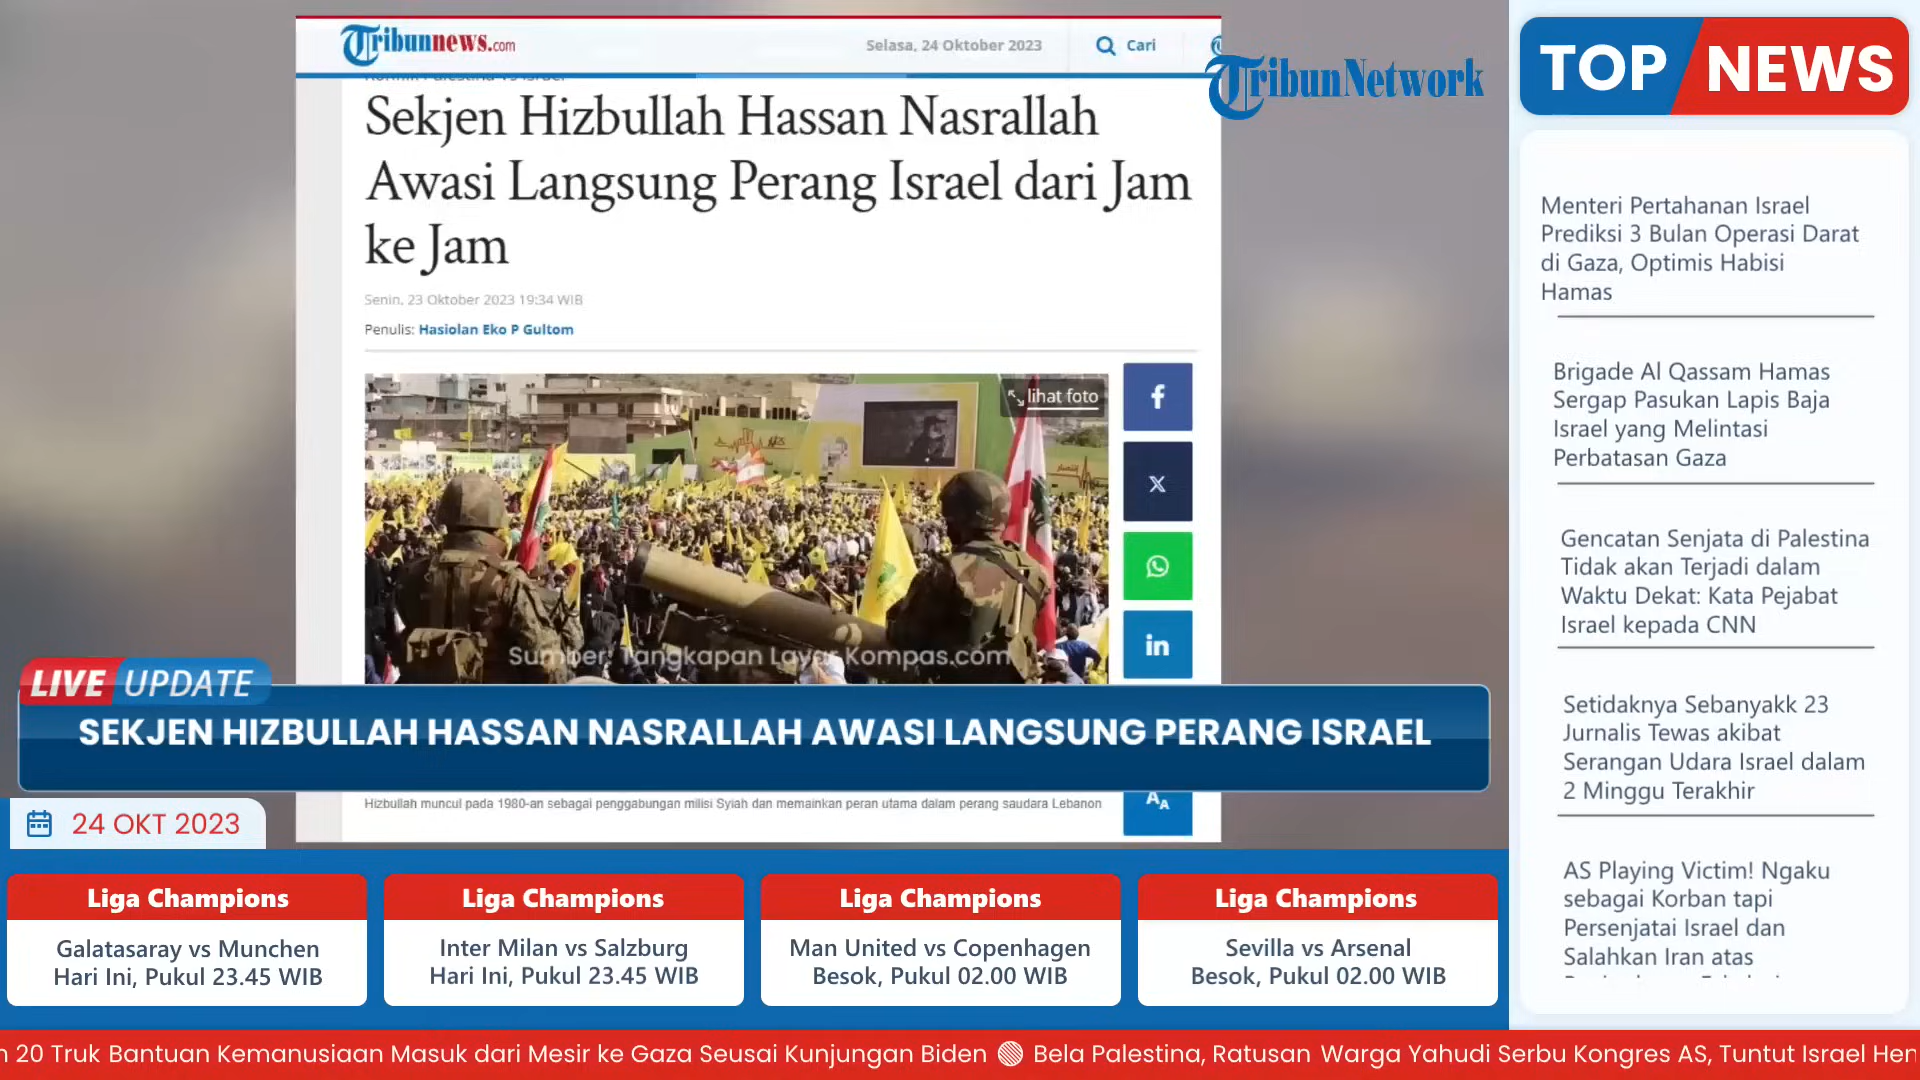 Tribunnews.com
Selasa, 24 Oktober 2023
Cari
TribunNetwork
Sekjen Hizbullah Hassan Nasrallah
Awasi Langsung Perang Israel dari Jam
ke Jam
Senin, 23 Oktober 2023 19:34 WIB
Penulis: Hasiolan Eko P Gultom
lihat foto
Sumber: Tangkapan Layar Kompas.com
LIVE UPDATE
SEKJEN HIZBULLAH HASSAN NASRALLAH AWASI LANGSUNG PERANG ISRAEL
Hizbullah muncul pada 1980-an sebagai penggabungan milisi Syiah dan memainkan peran utama dalam perang saudara Lebanon
AA
24 OKT 2023
TOP NEWS
Menteri Pertahanan Israel
Prediksi 3 Bulan Operasi Darat
di Gaza, Optimis Habisi
Hamas
Brigade Al Qassam Hamas
Sergap Pasukan Lapis Baja
Israel yang Melintasi
Perbatasan Gaza
Gencatan Senjata di Palestina
Tidak akan Terjadi dalam
Waktu Dekat: Kata Pejabat
Israel kepada CNN
Setidaknya Sebanyakk 23
Jurnalis Tewas akibat
Serangan Udara Israel dalam
2 Minggu Terakhir
AS Playing Victim! Ngaku
sebagai Korban tapi
Persenjatai Israel dan
Salahkan Iran atas
Liga Champions
Galatasaray vs Munchen
Hari Ini, Pukul 23.45 WIB
Liga Champions
Inter Milan vs Salzburg
Hari Ini, Pukul 23.45 WIB
Liga Champions
Man United vs Copenhagen
Besok, Pukul 02.00 WIB
Liga Champions
Sevilla vs Arsenal
Besok, Pukul 02.00 WIB
20 Truk Bantuan Kemanusiaan Masuk dari Mesir ke Gaza Seusai Kunjungan Biden Bela Palestina, Ratusan Warga Yahudi Serbu Kongres AS, Tuntut Israel